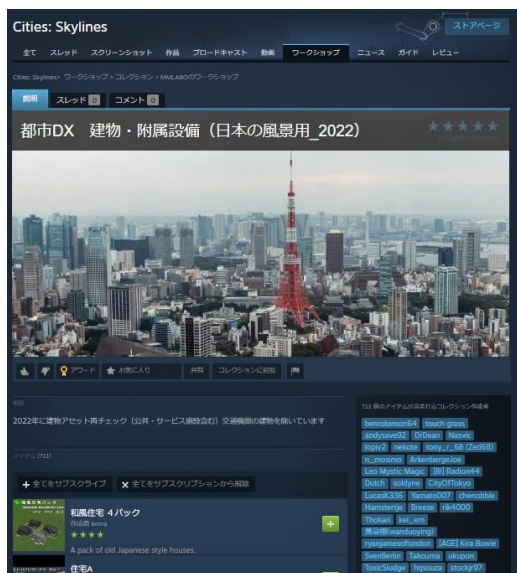 Cities: Skylines
ストアページ
全て スレッド スクリーンショット 作品 ブロードキャスト 動画 ワークショップ ニュース ガイド レビュー
Cities: Skylines > ワークショップ > コレクション > MMLABOのワークショップ
説明 スレッド 0 コメント 0
都市DX 建物・附属設備（日本の風景用_2022）
アワード お気に入り 共有 コレクションに追加
711 個のアイテムが含まれるコレクション作成者
2022年に建物アセット再チェック（公共・サービス施設含む）交通機関の建物を除いています
アイテム (711)
全てをサブスクライブ 全てをサブスクリプションから解除
和風住宅 4パック
作成者 koma
A pack of old Japanese style houses.
住宅A
benrobinson64 touch grass
andysave92 DrDean Nasvic
lopiv2 nekote tony_r_68 (Zed68)
n_mosimo ArkenbergeJoe
Leo Mystic Magic [BI] Radion44
Dutch soldyne CityOfTokyo
LucasK336 Yamato007 chenobble
Hamstertje Breeze rik4000
Thokari kei_em
(wanduoying)
ryanjamesoflondon [AGE] Kira Bowie
SvenBerlin Takouma ukupon
ToxicSludge hqsouza stockjr97